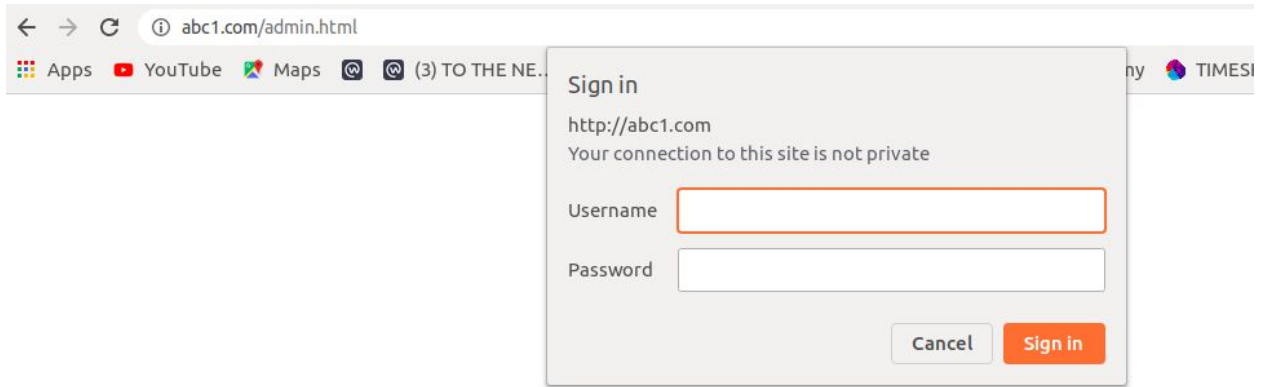 abc1.com/admin.html
Apps YouTube Maps (3) TO THE NE... ny TIMESH
Sign in
http://abc1.com
Your connection to this site is not private
Username
Password
Cancel Sign in